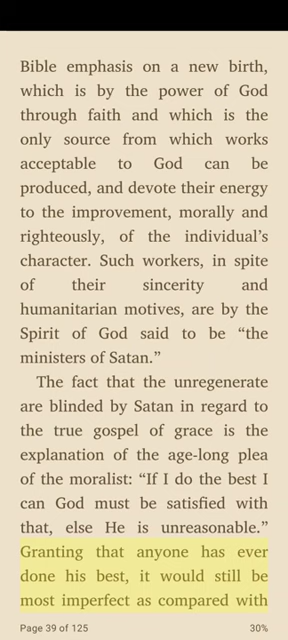 Bible emphasis on a new birth,
which is by the power of God
through faith and which is the
only source from which works
acceptable to God can be
produced, and devote their energy
to the improvement, morally and
righteously, of the individual’s
character. Such workers, in spite
of their sincerity and
humanitarian motives, are by the
Spirit of God said to be “the
ministers of Satan.”
The fact that the unregenerate
are blinded by Satan in regard to
the true gospel of grace is the
explanation of the age-long plea
of the moralist: “If I do the best I
can God must be satisfied with
that, else He is unreasonable.”
Granting that anyone has ever
done his best, it would still be
most imperfect as compared with
Page 39 of 125 30%